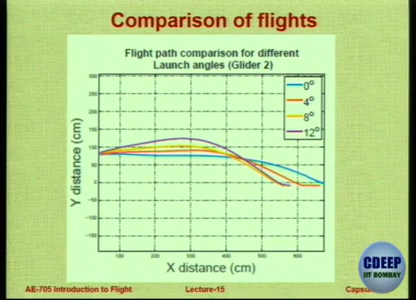 Comparison of flights
Flight path comparison for different
Launch angles (Glider 2)
300
250
200
150
100
50
0
-50
-100
-150
0°
4°
8°
12°
Y distance (cm)
100
200
300
400
500
600
X distance (cm)
AE-705 Introduction to Flight
Lecture-15
CDEEP
IIT BOMBAY